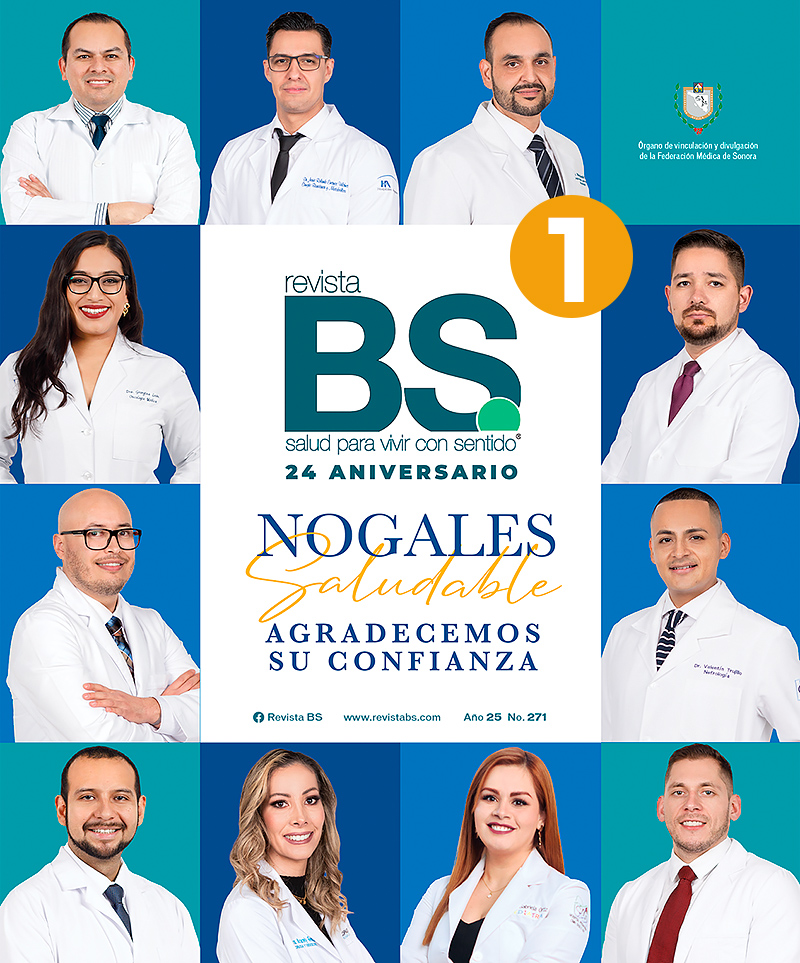 Órgano de vinculación y divulgación
de la Federación Médica de Sonora
1
revista
BS
salud para vivir con sentido®
24 ANIVERSARIO
NOGALES
Saludable
AGRADECEMOS
SU CONFIANZA
Revista BS www.revistabs.com Año 25 No. 271
Dr. Valentín Trujillo
Nefrología